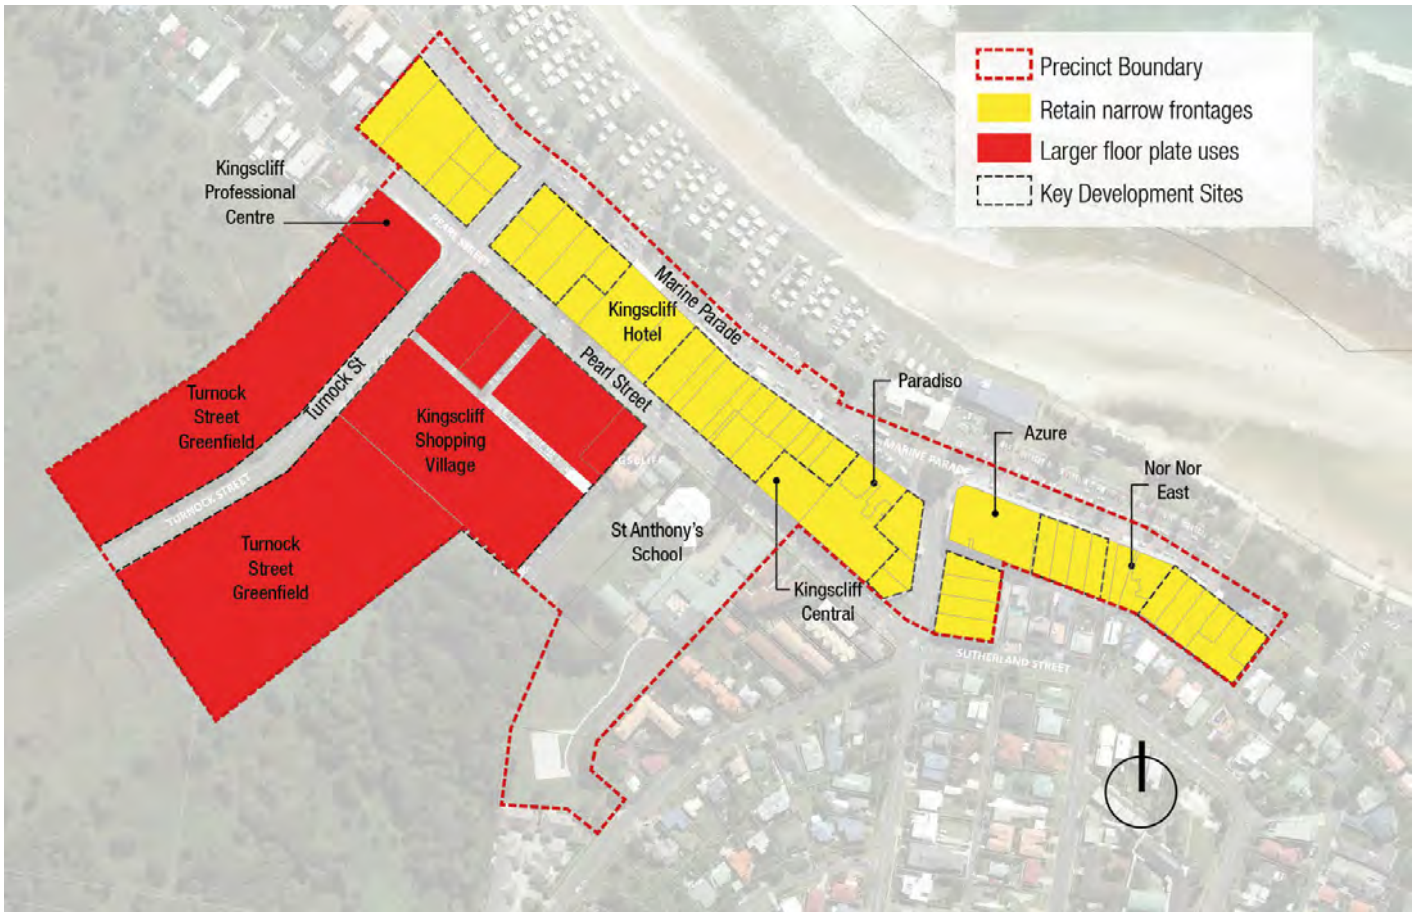 Precinct Boundary
Retain narrow frontages
Larger floor plate uses
Key Development Sites
Kingscliff
Professional
Centre
Marine Parade
Kingscliff
Hotel
Pearl Street
Turnock St
Turnock
Street
Greenfield
Kingscliff
Shopping
Village
Paradiso
Azure
MARINE PARADE
Nor Nor
East
TURNOCK STREET
Turnock
Street
Greenfield
St Anthony's
School
Kingscliff
Central
SUTHERLAND STREET